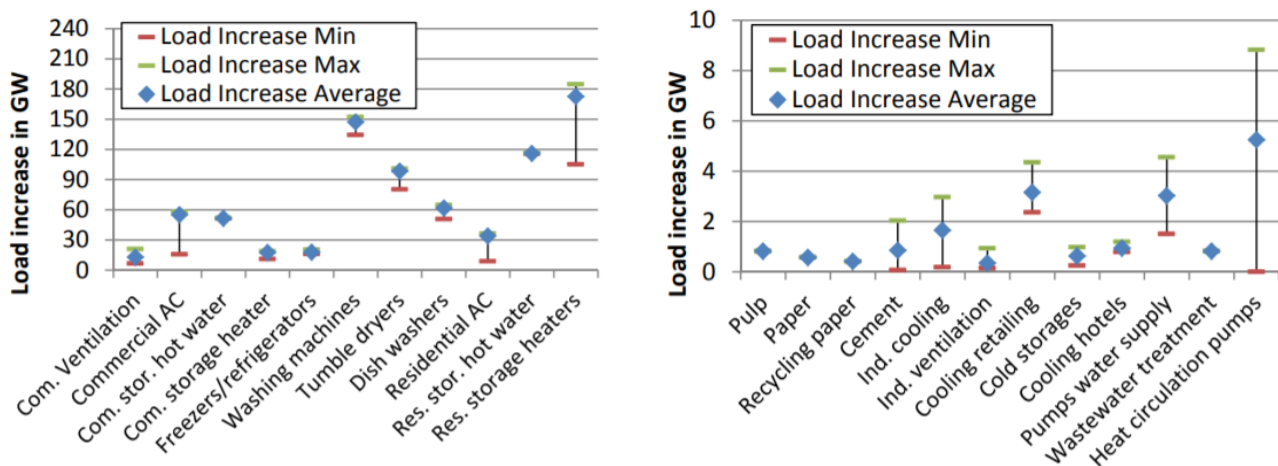 Load increase in GW
240
210
180
150
120
90
60
30
0
Load Increase Min
Load Increase Max
Load Increase Average
Com. Ventilation
Commercial AC
Com. stor. hot water
Com. storage heater
Freezers/refrigerators
Washing machines
Tumble dryers
Dish washers
Residential AC
Res. stor. hot water
Res. storage heaters
Load increase in GW
10
8
6
4
2
0
Load Increase Min
Load Increase Max
Load Increase Average
Pulp
Paper
Recycling paper
Cement
Ind. cooling
Ind. ventilation
Cooling retailing
Cold storages
Cooling hotels
Pumps water supply
Wastewater treatment
Heat circulation pumps